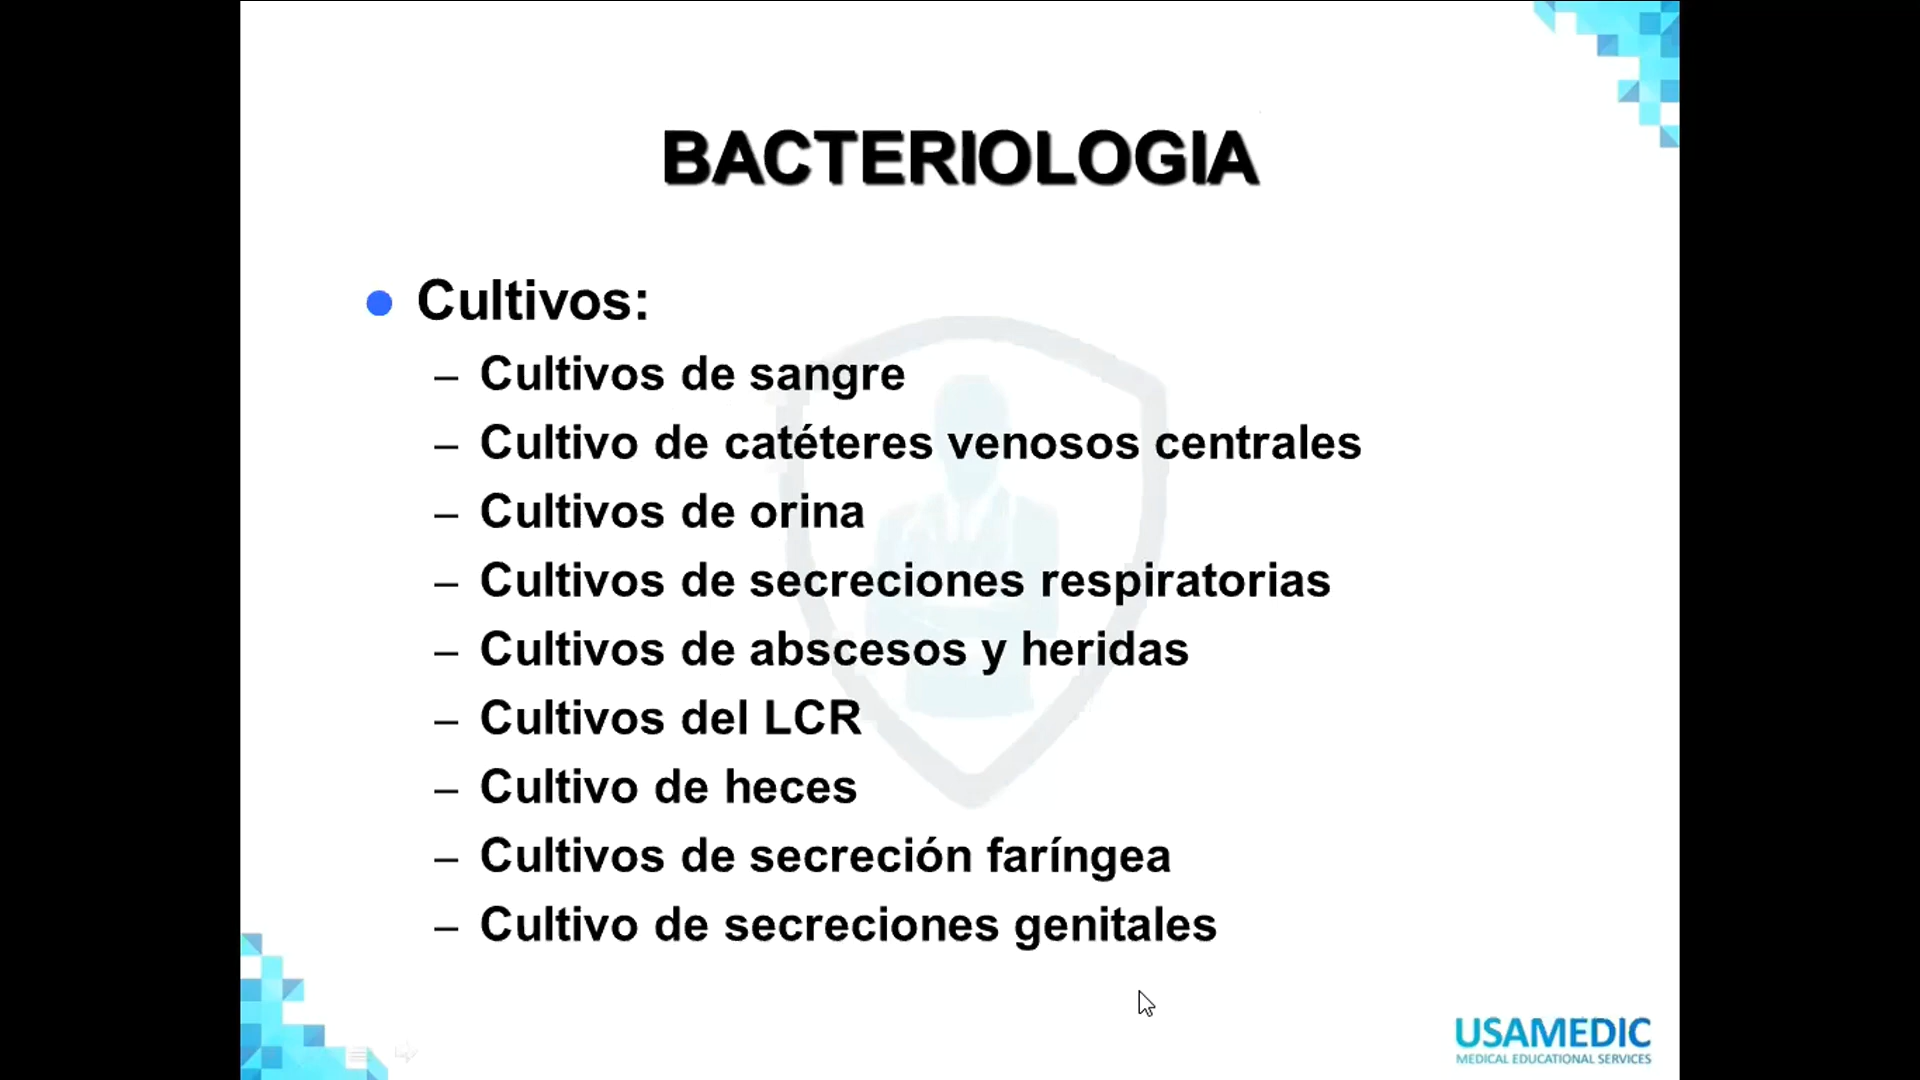 BACTERIOLOGIA
● Cultivos:
– Cultivos de sangre
– Cultivo de catéteres venosos centrales
– Cultivos de orina
– Cultivos de secreciones respiratorias
– Cultivos de abscesos y heridas
– Cultivos del LCR
– Cultivo de heces
– Cultivos de secreción faríngea
– Cultivo de secreciones genitales
USAMEDIC
MEDICAL EDUCATIONAL SERVICES